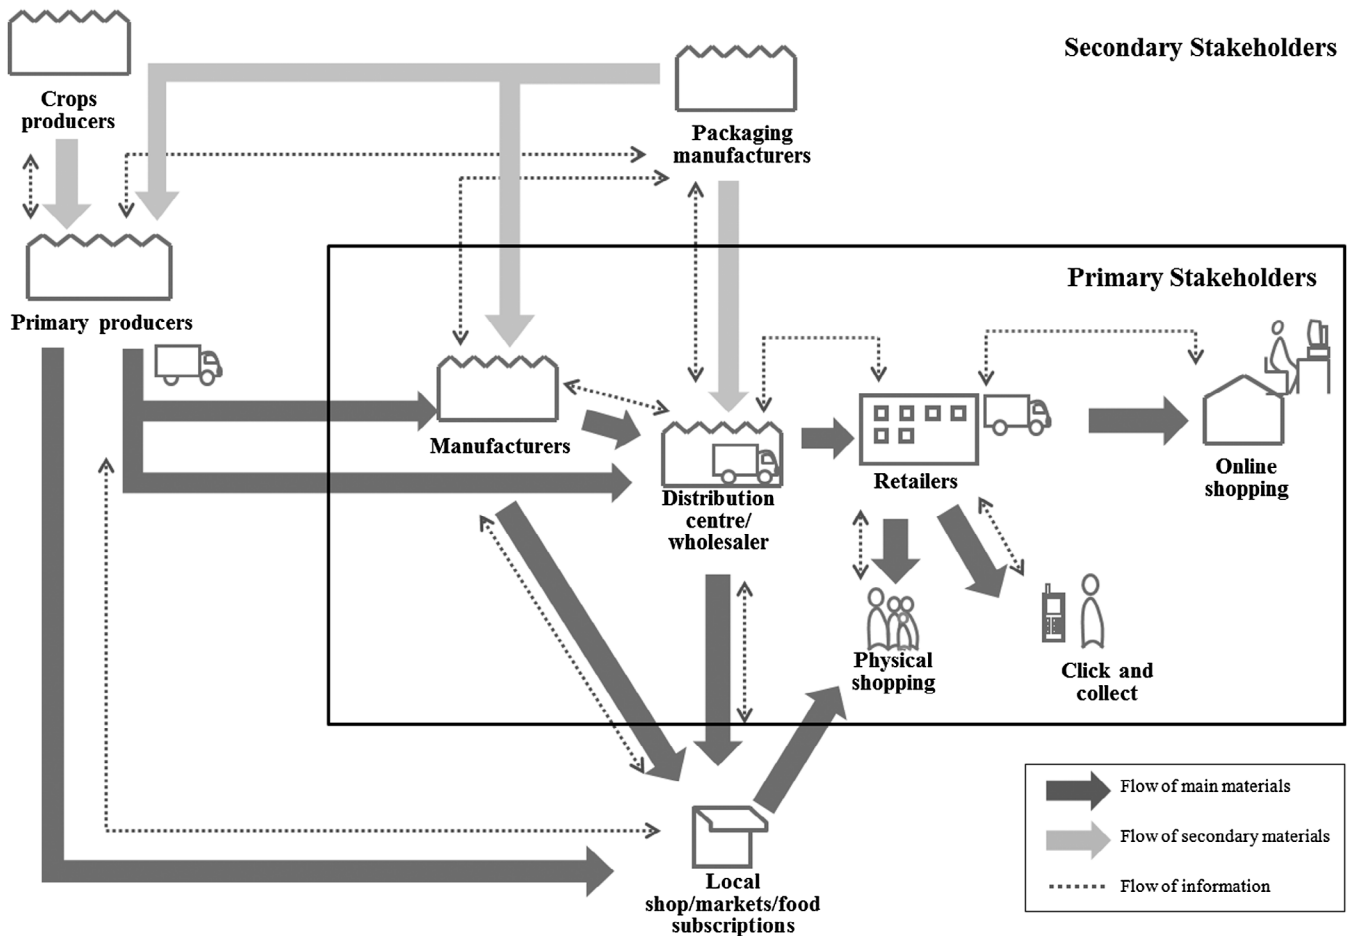 Secondary Stakeholders
Crops
producers
Packaging
manufacturers
Primary Stakeholders
Primary producers
Manufacturers
Distribution
centre/
wholesaler
Retailers
Online
shopping
Physical
shopping
Click and
collect
Local
shop/markets/food
subscriptions
Flow of main materials
Flow of secondary materials
Flow of information